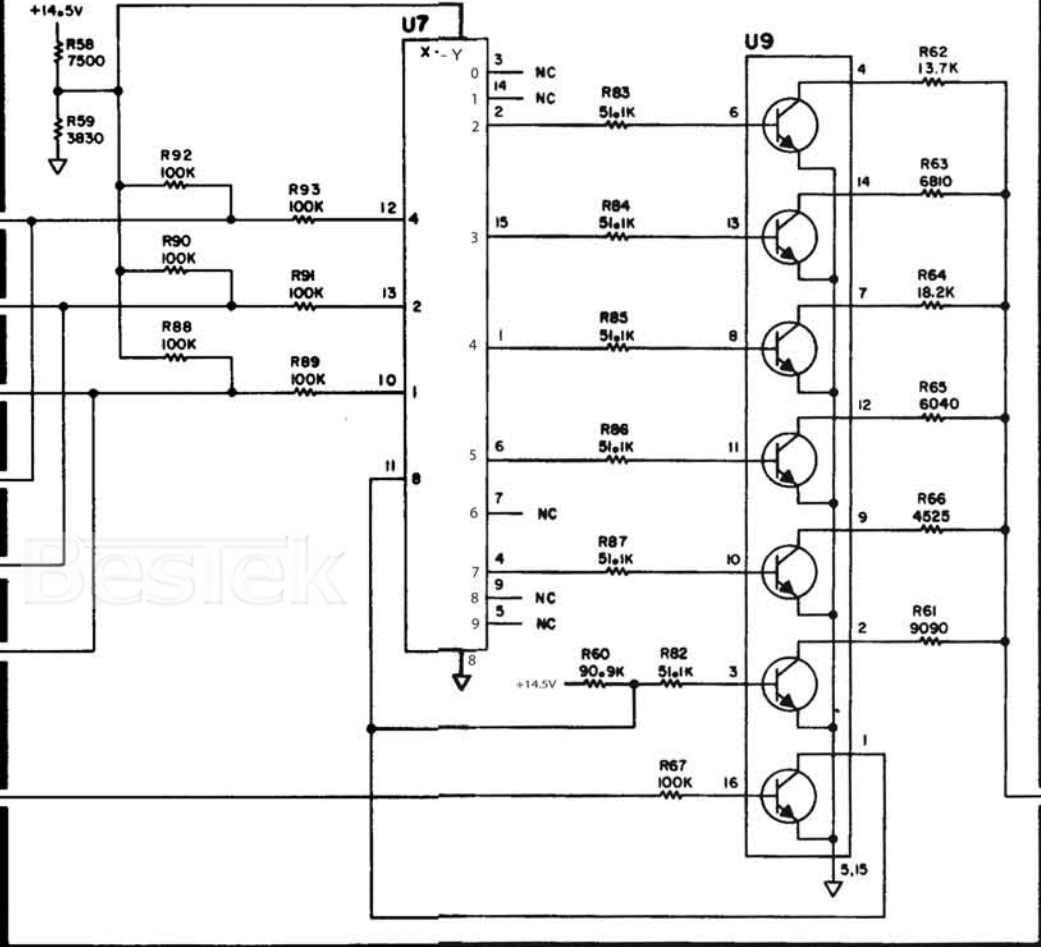 +14.5V
R58
7500
R59
3830
R92
100K
R93
100K
12
4
R90
100K
R91
100K
13
2
R88
100K
R89
100K
10
1
11
8
U7
X·-Y
0
3
NC
1
14
NC
2
2
R83
51.1K
6
3
15
R84
51.1K
13
4
1
R85
51.1K
8
5
6
R86
51.1K
11
6
7
NC
7
4
R87
51.1K
10
8
9
NC
9
5
NC
8
+14.5V
R60
90.9K
R82
51.1K
3
R67
100K
16
U9
4
R62
13.7K
14
R63
6810
7
R64
18.2K
12
R65
6040
9
R66
4525
2
R61
9090
1
5,15
BesTek